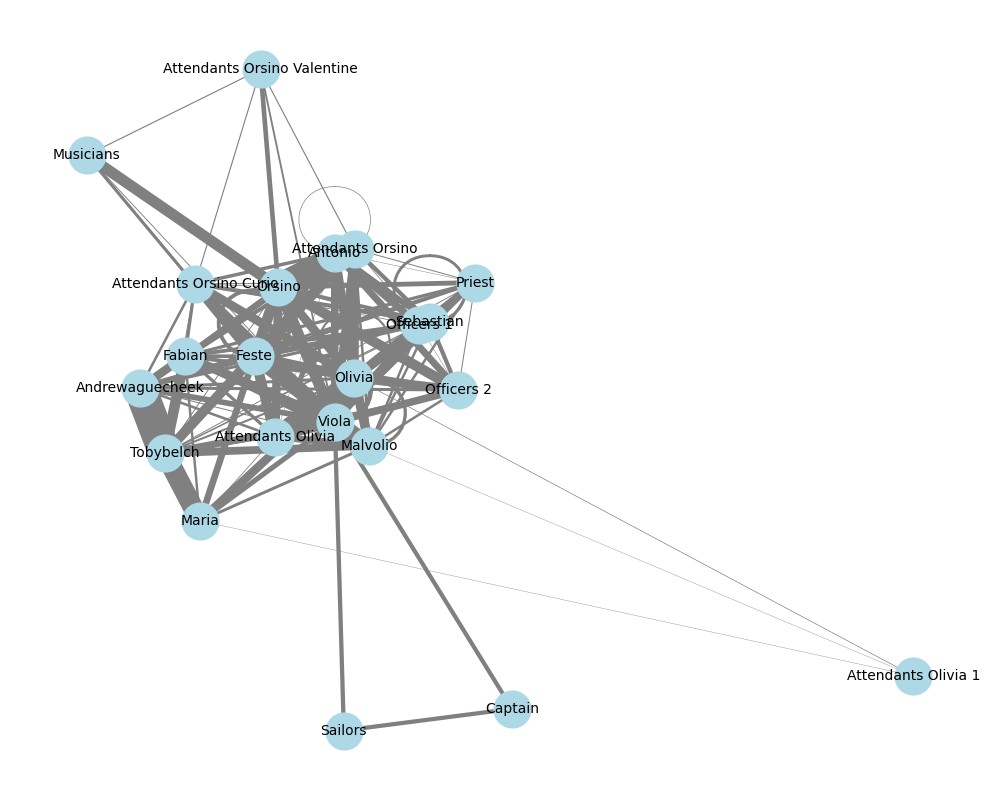 Attendants Orsino Valentine
Musicians
Attendants Orsino
Antonio
Attendants Orsino Curio
Orsino
Priest
Sebastian
Officers 1
Fabian
Feste
Olivia
Andrewaguecheek
Officers 2
Viola
Attendants Olivia
Malvolio
Tobybelch
Maria
Attendants Olivia 1
Captain
Sailors